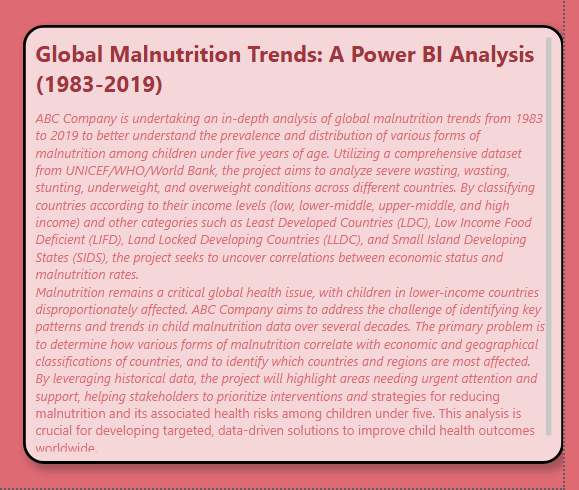 Global Malnutrition Trends: A Power BI Analysis
(1983-2019)
ABC Company is undertaking an in-depth analysis of global malnutrition trends from 1983
to 2019 to better understand the prevalence and distribution of various forms of
malnutrition among children under five years of age. Utilizing a comprehensive dataset
from UNICEF/WHO/World Bank, the project aims to analyze severe wasting, wasting,
stunting, underweight, and overweight conditions across different countries. By classifying
countries according to their income levels (low, lower-middle, upper-middle, and high
income) and other categories such as Least Developed Countries (LDC), Low Income Food
Deficient (LIFD), Land Locked Developing Countries (LLDC), and Small Island Developing
States (SIDS), the project seeks to uncover correlations between economic status and
malnutrition rates.
Malnutrition remains a critical global health issue, with children in lower-income countries
disproportionately affected. ABC Company aims to address the challenge of identifying key
patterns and trends in child malnutrition data over several decades. The primary problem is
to determine how various forms of malnutrition correlate with economic and geographical
classifications of countries, and to identify which countries and regions are most affected.
By leveraging historical data, the project will highlight areas needing urgent attention and
support, helping stakeholders to prioritize interventions and strategies for reducing
malnutrition and its associated health risks among children under five. This analysis is
crucial for developing targeted, data-driven solutions to improve child health outcomes
worldwide.